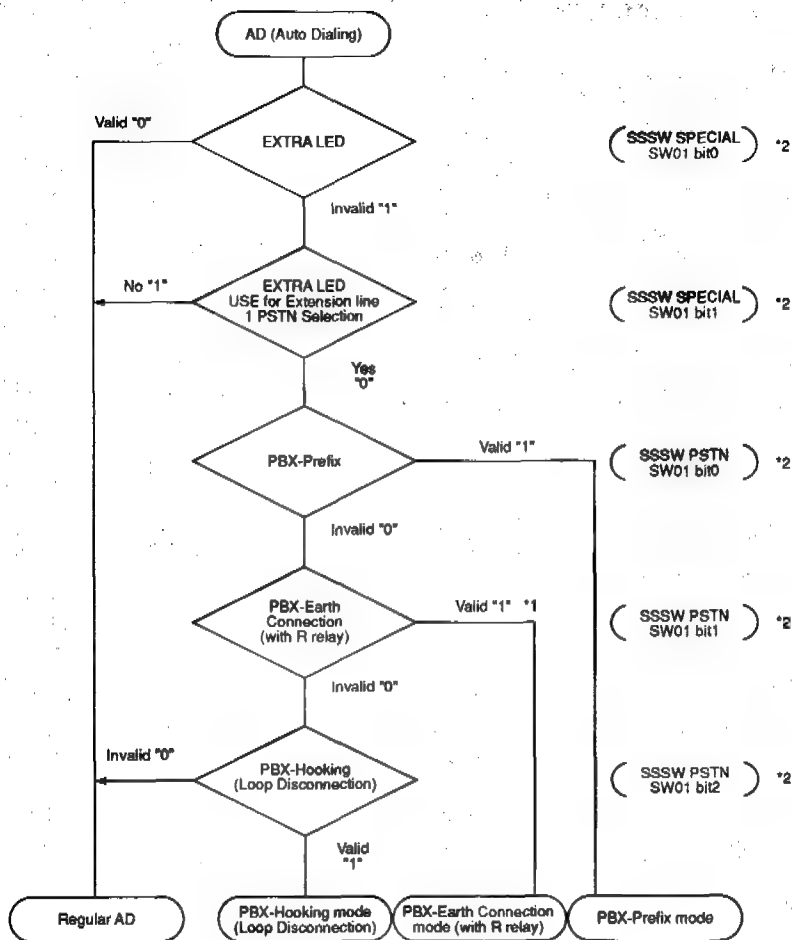 AD (Auto Dialing)
Valid "0"
EXTRA LED
SSSW SPECIAL
SW01 bit0
*2
Invalid "1"
No "1"
EXTRA LED
USE for Extension line
1 PSTN Selection
SSSW SPECIAL
SW01 bit1
*2
Yes
"0"
PBX-Prefix
Valid "1"
SSSW PSTN
SW01 bit0
*2
Invalid "0"
PBX-Earth
Connection
(with R relay)
Valid "1" *1
SSSW PSTN
SW01 bit1
*2
Invalid "0"
Invalid "0"
PBX-Hooking
(Loop Disconnection)
SSSW PSTN
SW01 bit2
*2
Valid
"1"
Regular AD
PBX-Hooking mode
(Loop Disconnection)
PBX-Earth Connection
mode (with R relay)
PBX-Prefix mode